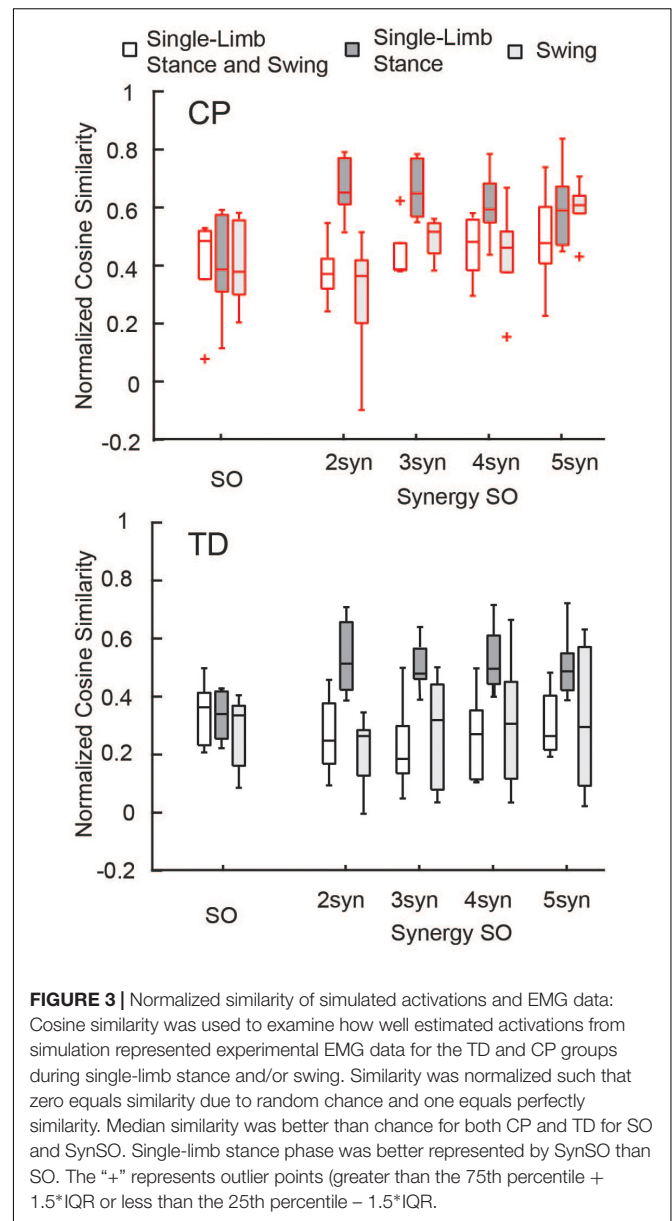 Single-Limb Stance and Swing
Single-Limb Stance
Swing
CP
Normalized Cosine Similarity
1
0.8
0.6
0.4
0.2
0
-0.2
SO
2syn 3syn 4syn 5syn
Synergy SO
TD
Normalized Cosine Similarity
1
0.8
0.6
0.4
0.2
0
-0.2
SO
2syn 3syn 4syn 5syn
Synergy SO
FIGURE 3 | Normalized similarity of simulated activations and EMG data:
Cosine similarity was used to examine how well estimated activations from
simulation represented experimental EMG data for the TD and CP groups
during single-limb stance and/or swing. Similarity was normalized such that
zero equals similarity due to random chance and one equals perfectly
similarity. Median similarity was better than chance for both CP and TD for SO
and SynSO. Single-limb stance phase was better represented by SynSO than
SO. The “+” represents outlier points (greater than the 75th percentile +
1.5*IQR or less than the 25th percentile – 1.5*IQR.